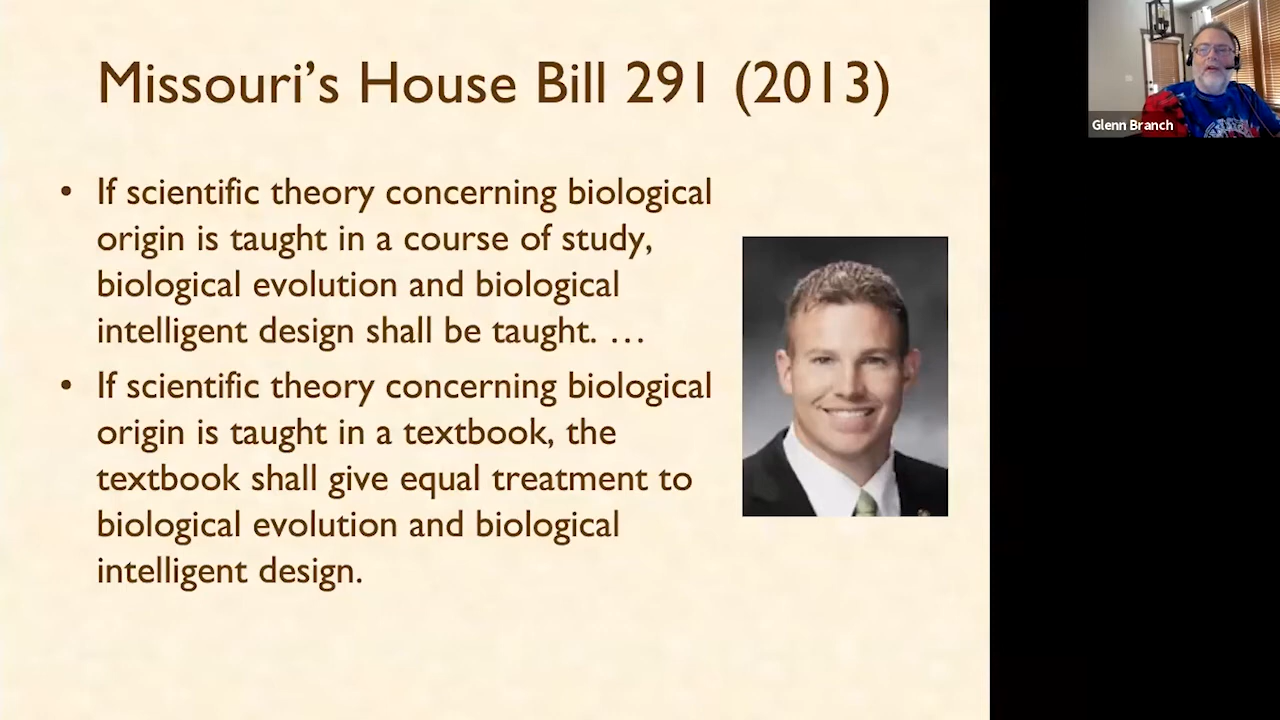 Missouri’s House Bill 291 (2013)
• If scientific theory concerning biological
origin is taught in a course of study,
biological evolution and biological
intelligent design shall be taught. …
• If scientific theory concerning biological
origin is taught in a textbook, the
textbook shall give equal treatment to
biological evolution and biological
intelligent design.
Glenn Branch